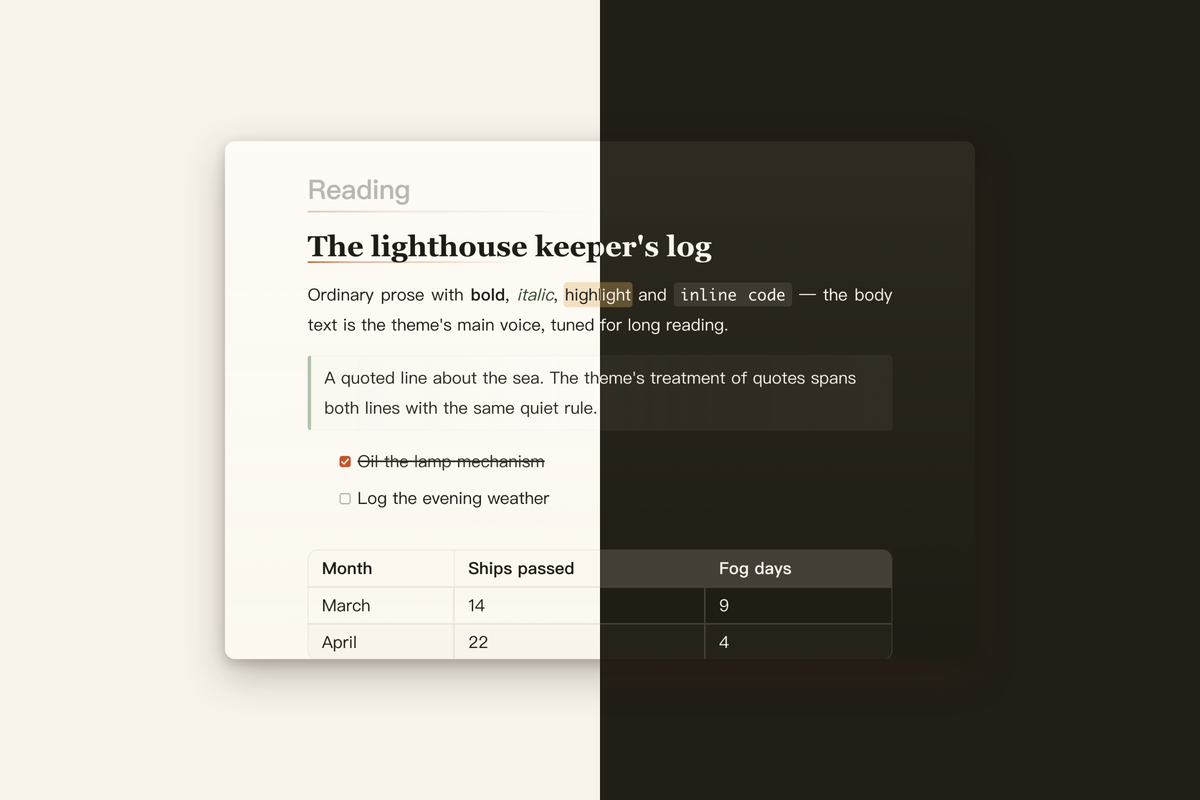 Reading
The lighthouse keeper's log
Ordinary prose with bold, italic, highlight and inline code — the body
text is the theme's main voice, tuned for long reading.
A quoted line about the sea. The theme's treatment of quotes spans
both lines with the same quiet rule.
Oil the lamp mechanism
Log the evening weather
Month Ships passed Fog days
March 14 9
April 22 4